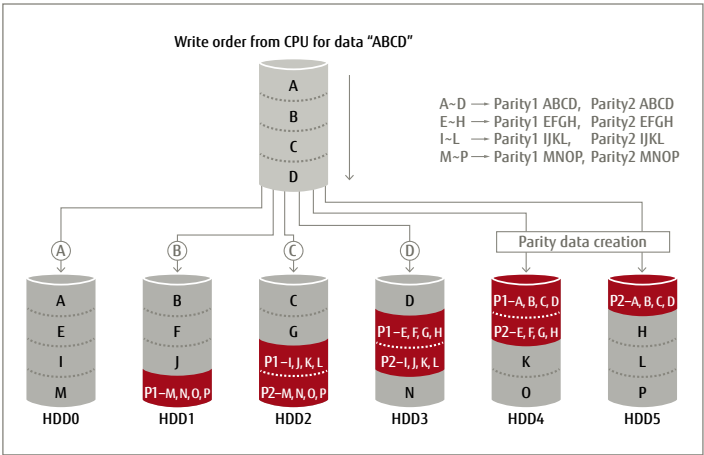 Write order from CPU for data “ABCD”
A
B
C
D
A~D → Parity1 ABCD, Parity2 ABCD
E~H → Parity1 EFGH, Parity2 EFGH
I~L → Parity1 IJKL, Parity2 IJKL
M~P → Parity1 MNOP, Parity2 MNOP
A
B
C
D
Parity data creation
A
E
I
M
HDD0
B
F
J
P1–M, N, O, P
HDD1
C
G
P1–I, J, K, L
P2–M, N, O, P
HDD2
D
P1–E, F, G, H
P2–I, J, K, L
N
HDD3
P1–A, B, C, D
P2–E, F, G, H
K
O
HDD4
P2–A, B, C, D
H
L
P
HDD5